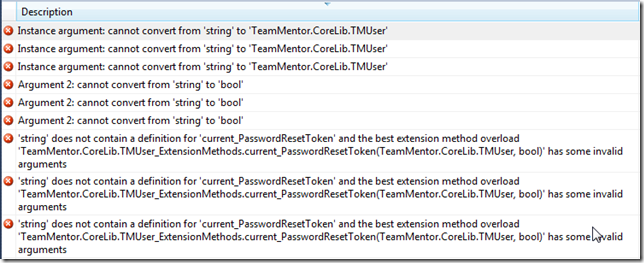 Description
Instance argument: cannot convert from 'string' to 'TeamMentor.CoreLib.TMUser'
Instance argument: cannot convert from 'string' to 'TeamMentor.CoreLib.TMUser'
Instance argument: cannot convert from 'string' to 'TeamMentor.CoreLib.TMUser'
Argument 2: cannot convert from 'string' to 'bool'
Argument 2: cannot convert from 'string' to 'bool'
Argument 2: cannot convert from 'string' to 'bool'
'string' does not contain a definition for 'current_PasswordResetToken' and the best extension method overload
'TeamMentor.CoreLib.TMUser_ExtensionMethods.current_PasswordResetToken(TeamMentor.CoreLib.TMUser, bool)' has some invalid
arguments
'string' does not contain a definition for 'current_PasswordResetToken' and the best extension method overload
'TeamMentor.CoreLib.TMUser_ExtensionMethods.current_PasswordResetToken(TeamMentor.CoreLib.TMUser, bool)' has some invalid
arguments
'string' does not contain a definition for 'current_PasswordResetToken' and the best extension method overload
'TeamMentor.CoreLib.TMUser_ExtensionMethods.current_PasswordResetToken(TeamMentor.CoreLib.TMUser, bool)' has some invalid
arguments